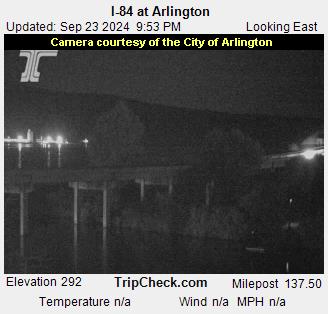 I-84 at Arlington
Updated: Sep 23 2024 9:53 PM Looking East
Camera courtesy of the City of Arlington
Elevation 292 TripCheck.com Milepost 137.50
Temperature n/a Wind n/a MPH n/a